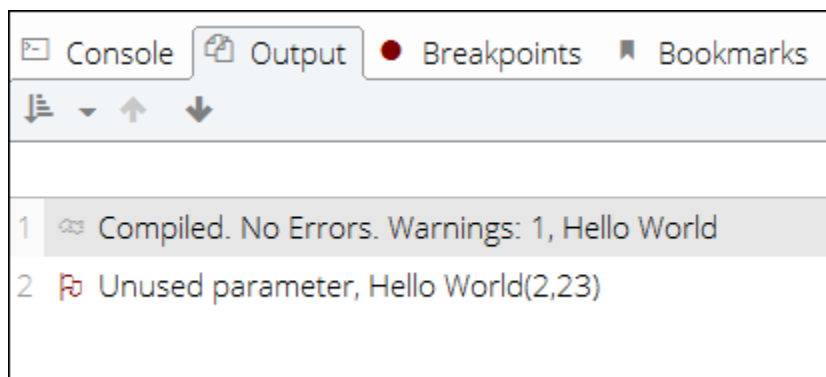 Console Output Breakpoints Bookmarks
1 Compiled. No Errors. Warnings: 1, Hello World
2 Unused parameter, Hello World(2,23)